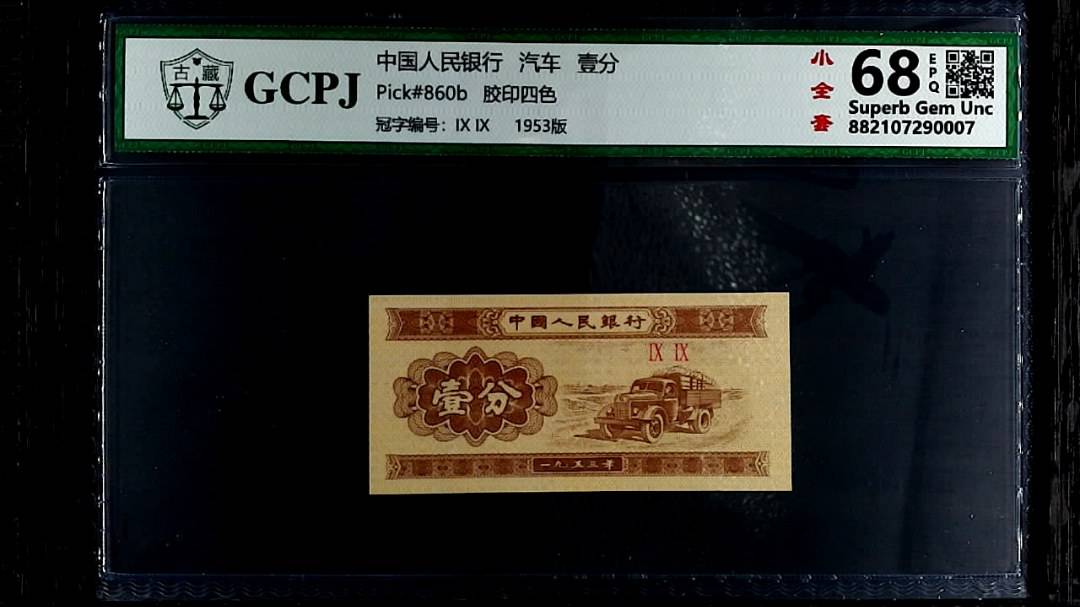 古藏
GCPJ
中国人民银行 汽车 壹分
Pick#860b 胶印四色
冠字编号：IX IX 1953版
小全套
68
EPQ
Superb Gem Unc
882107290007
中國人民銀行
IX IX
壹分
一九五三年